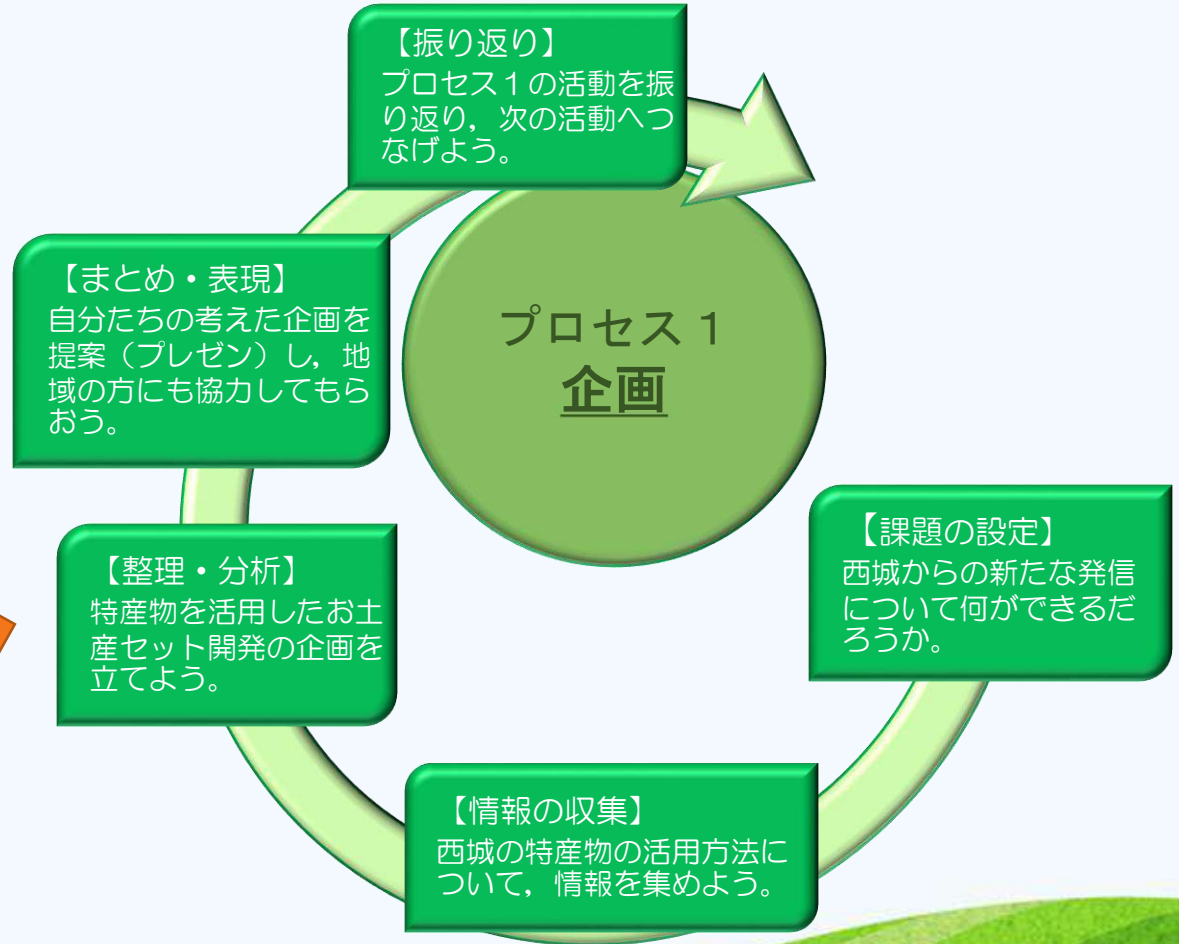 【振り返り】
プロセス１の活動を振
り返り，次の活動へつ
なげよう。
【まとめ・表現】
自分たちの考えた企画を
提案（プレゼン）し，地
域の方にも協力してもら
おう。
プロセス１
企画
【整理・分析】
特産物を活用したお土
産セット開発の企画を
立てよう。
【課題の設定】
西城からの新たな発信
について何ができるだ
ろうか。
【情報の収集】
西城の特産物の活用方法に
ついて，情報を集めよう。